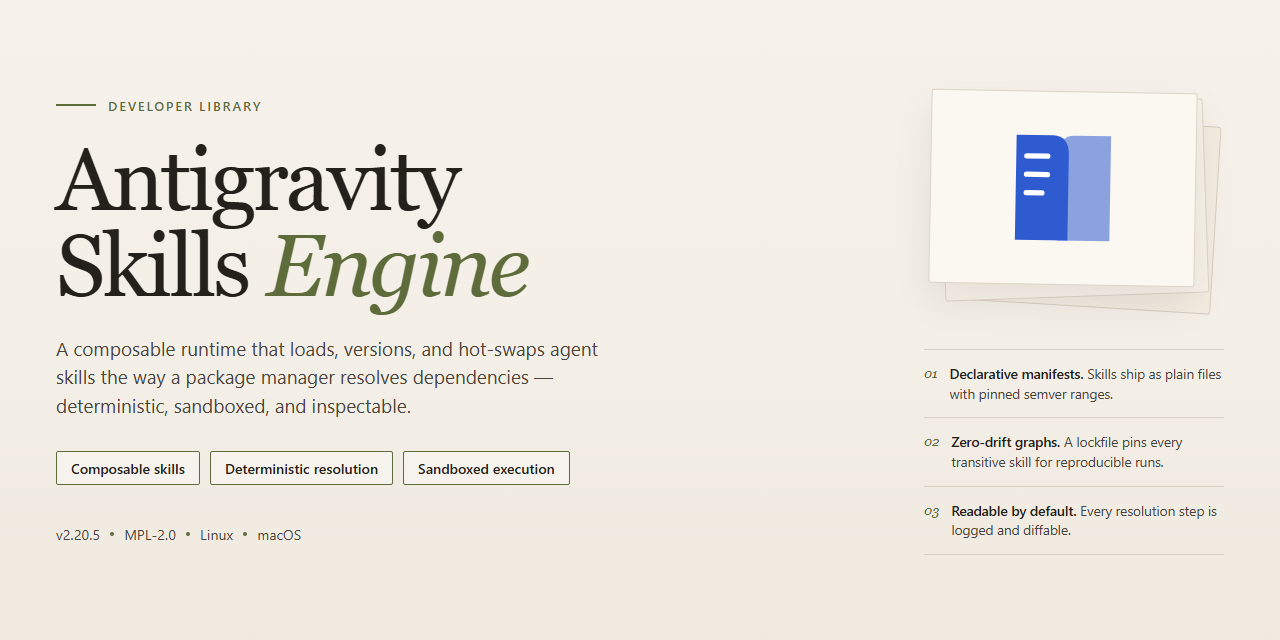 DEVELOPER LIBRARY
Antigravity
Skills Engine
A composable runtime that loads, versions, and hot-swaps agent
skills the way a package manager resolves dependencies —
deterministic, sandboxed, and inspectable.
Composable skills
Deterministic resolution
Sandboxed execution
v2.20.5 • MPL-2.0 • Linux • macOS
01 Declarative manifests. Skills ship as plain files
with pinned semver ranges.
02 Zero-drift graphs. A lockfile pins every
transitive skill for reproducible runs.
03 Readable by default. Every resolution step is
logged and diffable.